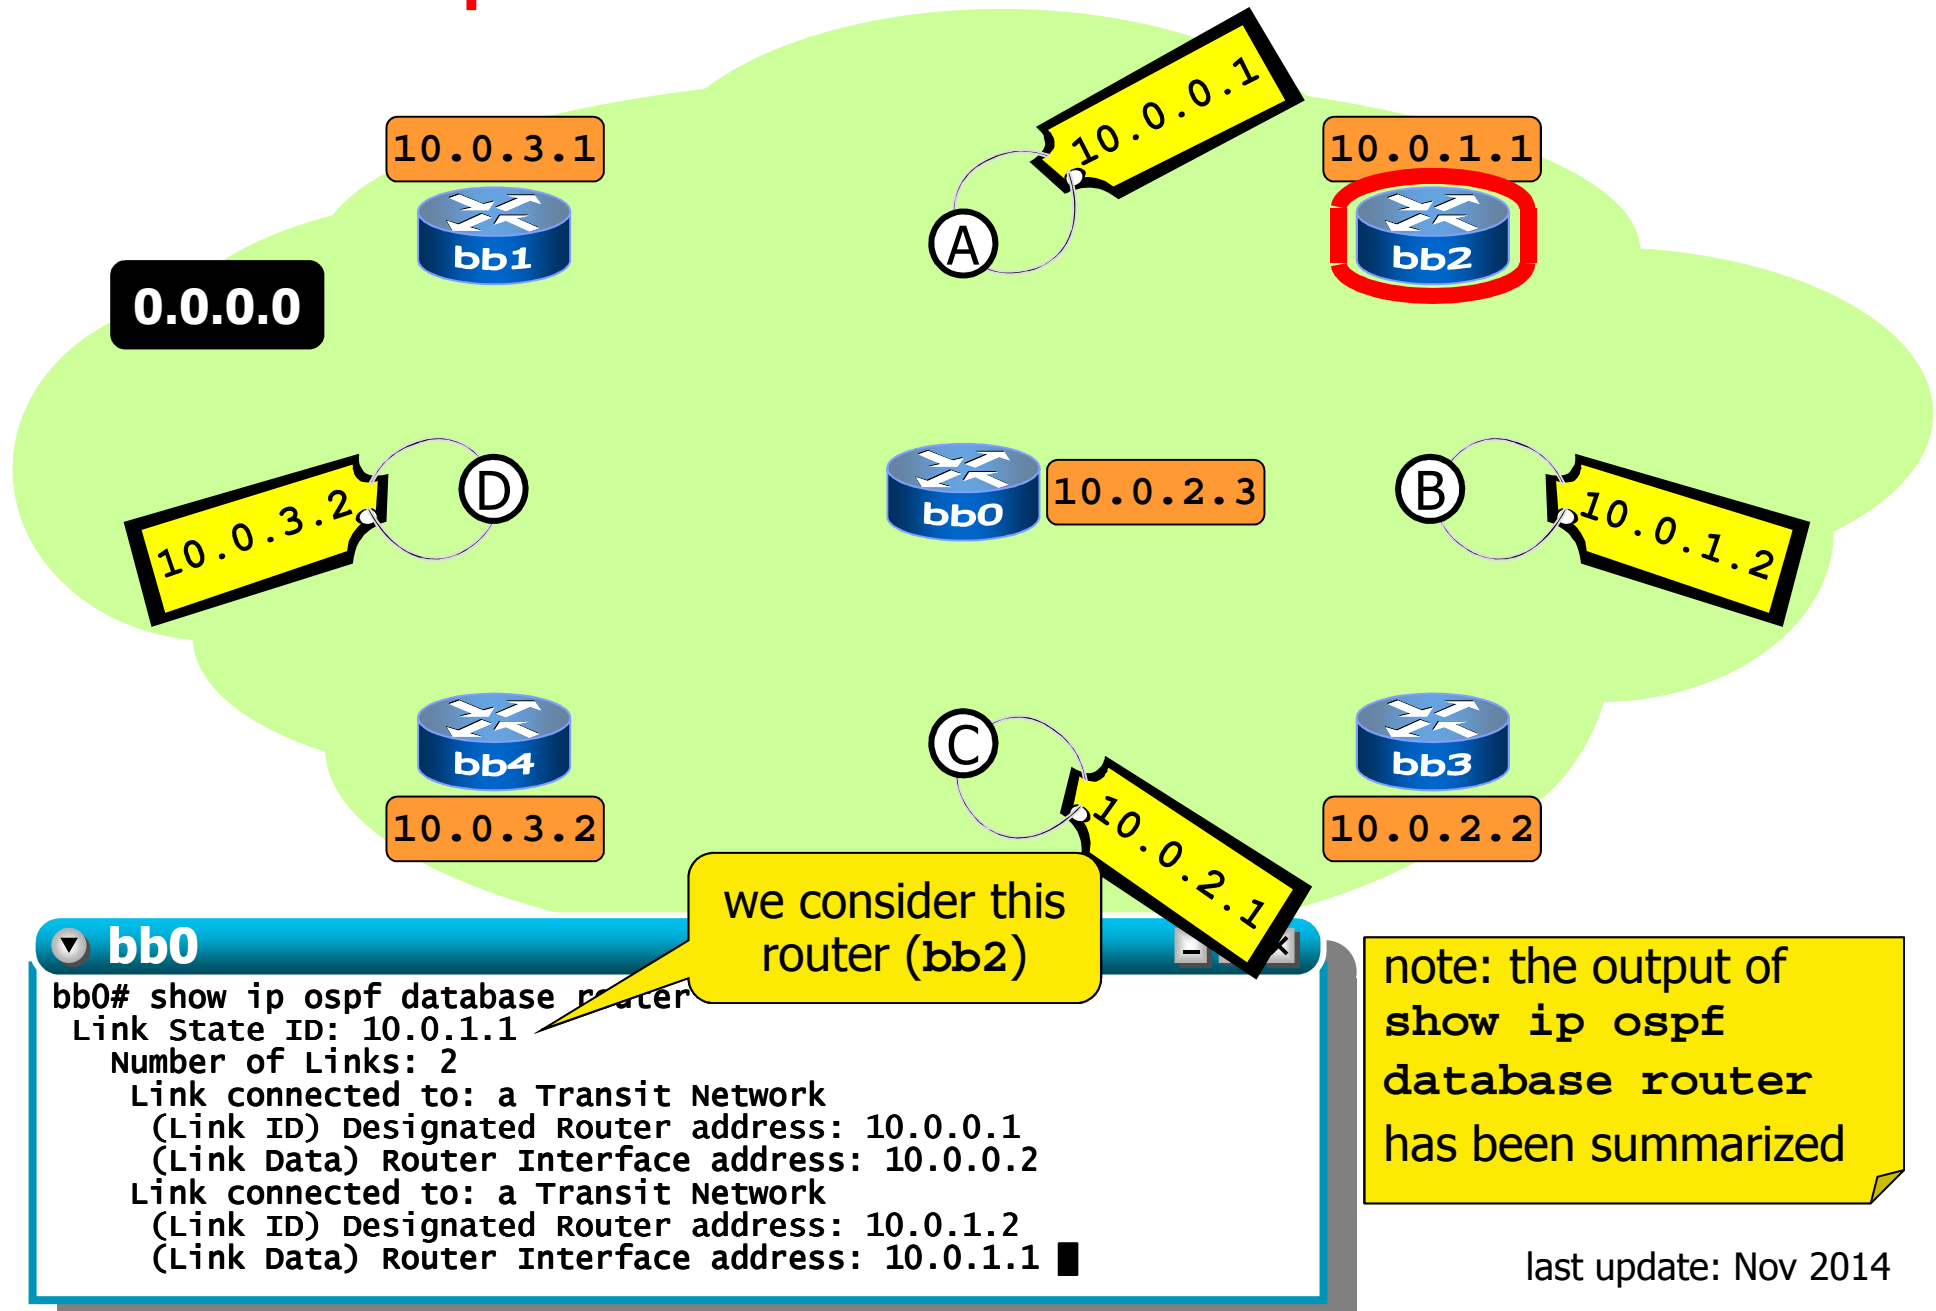 10.0.0.1
10.0.3.1
10.0.1.1
bb1
A
bb2
0.0.0.0
D
bb0
10.0.2.3
B
10.0.3.2
10.0.1.2
bb4
C
bb3
10.0.3.2
10.0.2.2
10.0.2.1
we consider this
router (bb2)
bb0
bb0# show ip ospf database router
Link State ID: 10.0.1.1
Number of Links: 2
Link connected to: a Transit Network
(Link ID) Designated Router address: 10.0.0.1
(Link Data) Router Interface address: 10.0.0.2
Link connected to: a Transit Network
(Link ID) Designated Router address: 10.0.1.2
(Link Data) Router Interface address: 10.0.1.1
note: the output of
show ip ospf
database router
has been summarized
last update: Nov 2014